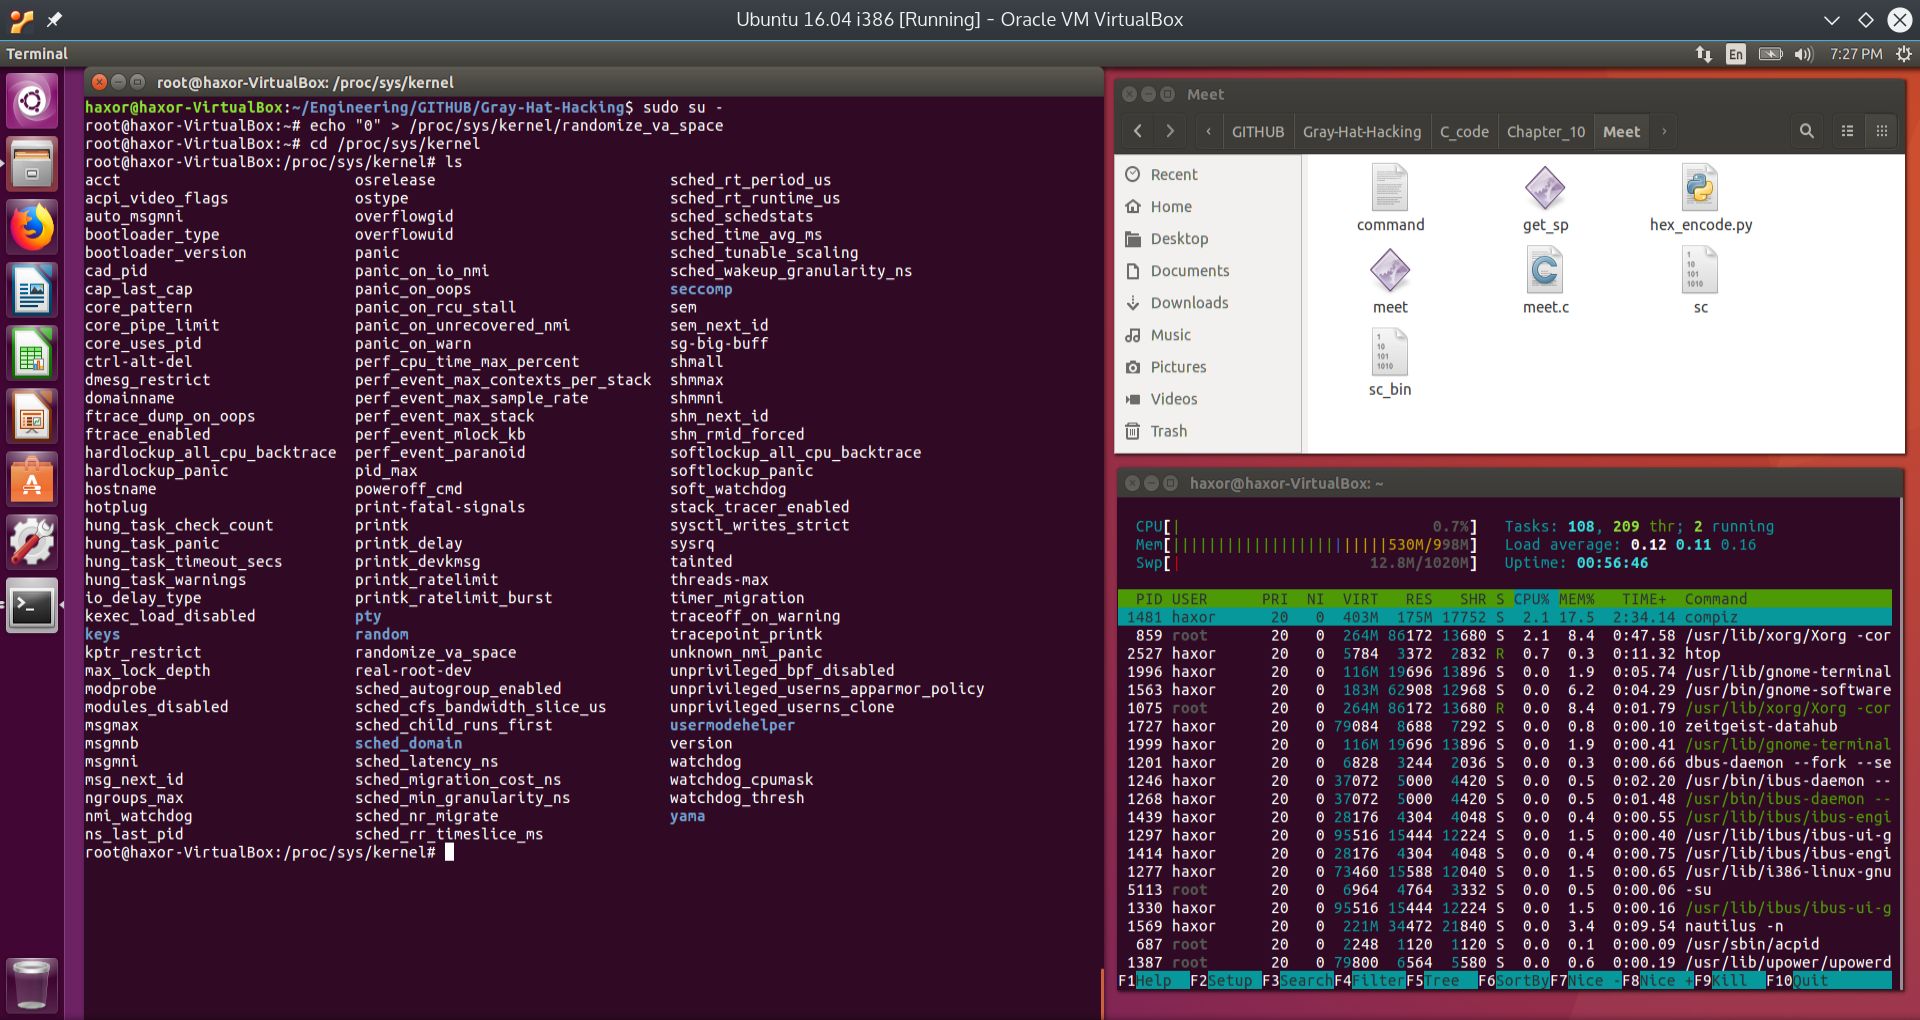 Ubuntu 16.04 i386 [Running] - Oracle VM VirtualBox
Terminal
En
7:27 PM
root@haxor-VirtualBox: /proc/sys/kernel
haxor@haxor-VirtualBox:~/Engineering/GITHUB/Gray-Hat-Hacking$ sudo su -
root@haxor-VirtualBox:~# echo "0" > /proc/sys/kernel/randomize_va_space
root@haxor-VirtualBox:~# cd /proc/sys/kernel
root@haxor-VirtualBox:/proc/sys/kernel# ls
acct osrelease sched_rt_period_us
acpi_video_flags ostype sched_rt_runtime_us
auto_msgmni overflowgid sched_schedstats
bootloader_type overflowuid sched_time_avg_ms
bootloader_version panic sched_tunable_scaling
cad_pid panic_on_io_nmi sched_wakeup_granularity_ns
cap_last_cap panic_on_oops seccomp
core_pattern panic_on_rcu_stall sem
core_pipe_limit panic_on_unrecovered_nmi sem_next_id
core_uses_pid panic_on_warn sg-big-buff
ctrl-alt-del perf_cpu_time_max_percent shmall
dmesg_restrict perf_event_max_contexts_per_stack shmmax
domainname perf_event_max_sample_rate shmmni
ftrace_dump_on_oops perf_event_max_stack shm_next_id
ftrace_enabled perf_event_mlock_kb shm_rmid_forced
hardlockup_all_cpu_backtrace perf_event_paranoid softlockup_all_cpu_backtrace
hardlockup_panic pid_max softlockup_panic
hostname poweroff_cmd soft_watchdog
hotplug print-fatal-signals stack_tracer_enabled
hung_task_check_count printk sysctl_writes_strict
hung_task_panic printk_delay sysrq
hung_task_timeout_secs printk_devkmsg tainted
hung_task_warnings printk_ratelimit threads-max
io_delay_type printk_ratelimit_burst timer_migration
kexec_load_disabled pty traceoff_on_warning
keys random tracepoint_printk
kptr_restrict randomize_va_space unknown_nmi_panic
max_lock_depth real-root-dev unprivileged_bpf_disabled
modprobe sched_autogroup_enabled unprivileged_userns_apparmor_policy
modules_disabled sched_cfs_bandwidth_slice_us unprivileged_userns_clone
msgmax sched_child_runs_first usermodehelper
msgmnb sched_domain version
msgmni sched_latency_ns watchdog
msg_next_id sched_migration_cost_ns watchdog_cpumask
ngroups_max sched_min_granularity_ns watchdog_thresh
nmi_watchdog sched_nr_migrate yama
ns_last_pid sched_rr_timeslice_ms
root@haxor-VirtualBox:/proc/sys/kernel#
Meet
GITHUB Gray-Hat-Hacking C_code Chapter_10 Meet
Recent
Home
Desktop
Documents
Downloads
Music
Pictures
Videos
Trash
command get_sp hex_encode.py
meet meet.c sc
sc_bin
haxor@haxor-VirtualBox: ~
CPU[| 0.7%] Tasks: 108, 209 thr; 2 running
Mem[||||||||||||||||||||||||530M/998M] Load average: 0.12 0.11 0.16
Swp[| 12.8M/1020M] Uptime: 00:56:46
PID USER PRI NI VIRT RES SHR S CPU% MEM% TIME+ Command
1481 haxor 20 0 403M 175M 17752 S 2.1 17.5 2:34.14 compiz
859 root 20 0 264M 86172 13680 S 2.1 8.4 0:47.58 /usr/lib/xorg/Xorg -cor
2527 haxor 20 0 5784 3372 2832 R 0.7 0.3 0:11.32 htop
1996 haxor 20 0 116M 19696 13896 S 0.0 1.9 0:05.74 /usr/lib/gnome-terminal
1563 haxor 20 0 183M 62908 12968 S 0.0 6.2 0:04.29 /usr/bin/gnome-software
1075 root 20 0 264M 86172 13680 R 0.0 8.4 0:01.79 /usr/lib/xorg/Xorg -cor
1727 haxor 20 0 79084 8688 7292 S 0.0 0.8 0:00.10 zeitgeist-datahub
1999 haxor 20 0 116M 19696 13896 S 0.0 1.9 0:00.41 /usr/lib/gnome-terminal
1201 haxor 20 0 6828 3244 2036 S 0.0 0.3 0:00.66 dbus-daemon --fork --se
1246 haxor 20 0 37072 5000 4420 S 0.0 0.5 0:02.20 /usr/bin/ibus-daemon --
1268 haxor 20 0 37072 5000 4420 S 0.0 0.5 0:01.48 /usr/bin/ibus-daemon --
1439 haxor 20 0 28176 4304 4048 S 0.0 0.4 0:00.55 /usr/lib/ibus/ibus-engi
1297 haxor 20 0 95516 15444 12224 S 0.0 1.5 0:00.40 /usr/lib/ibus/ibus-ui-g
1414 haxor 20 0 28176 4304 4048 S 0.0 0.4 0:00.75 /usr/lib/ibus/ibus-engi
1277 haxor 20 0 73460 15588 12040 S 0.0 1.5 0:00.65 /usr/lib/i386-linux-gnu
5113 root 20 0 6964 4764 3332 S 0.0 0.5 0:00.06 -su
1330 haxor 20 0 95516 15444 12224 S 0.0 1.5 0:00.16 /usr/lib/ibus/ibus-ui-g
1569 haxor 20 0 221M 34472 21840 S 0.0 3.4 0:09.54 nautilus -n
687 root 20 0 2248 1120 1120 S 0.0 0.1 0:00.09 /usr/sbin/acpid
1387 root 20 0 79800 6564 5580 S 0.0 0.6 0:00.19 /usr/lib/upower/upowerd
F1Help F2Setup F3SearchF4FilterF5Tree F6SortByF7Nice -F8Nice +F9Kill F10Quit